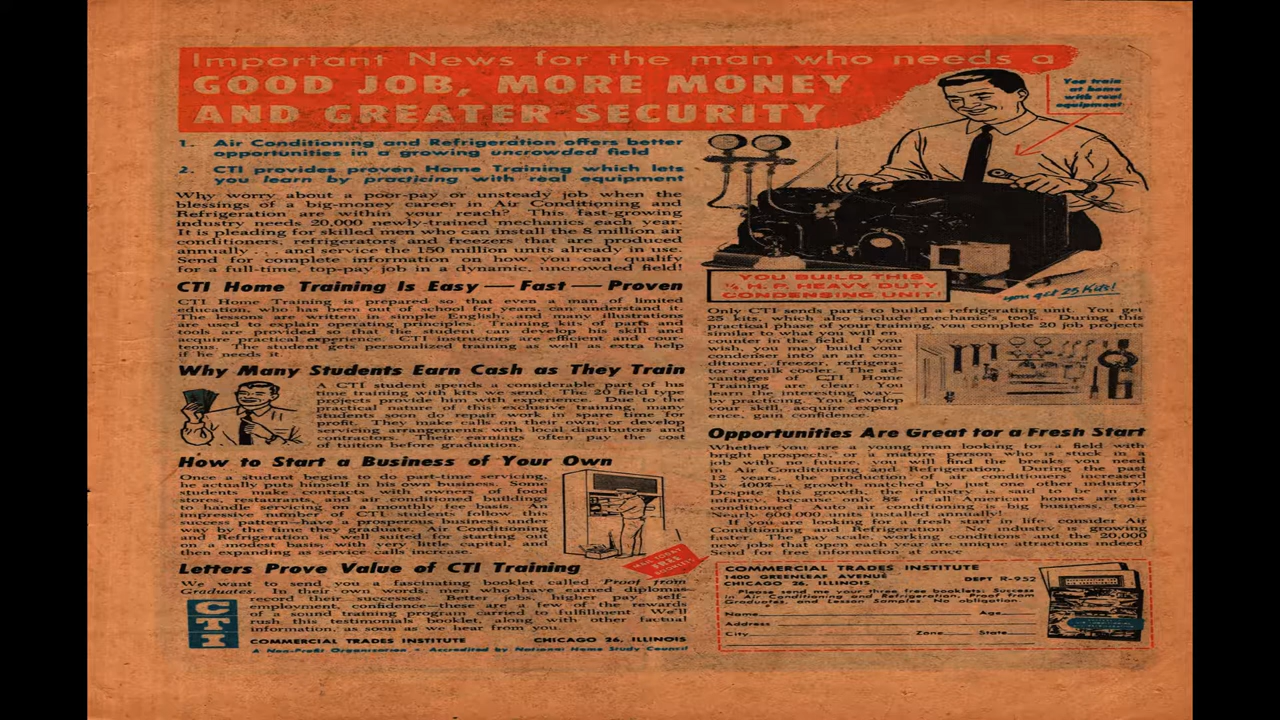 Important News for the man who needs a
GOOD JOB, MORE MONEY
AND GREATER SECURITY
You train
at home
with real
equipment
1. Air Conditioning and Refrigeration offers better
opportunities in a growing uncrowded field
2. CTI provides proven Home Training which lets
you learn by practicing with real equipment
Why worry about a poor-pay or unsteady job when the
blessings of a big-money career in Air Conditioning and
Refrigeration are within your reach? This fast-growing
industry needs 20,000 newly-trained mechanics each year.
It is pleading for skilled men who can install the 8 million air
conditioners, refrigerators and freezers that are produced
annually . . . and service the 150 million units already in use.
Send for complete information on how you can qualify
for a full-time, top-pay job in a dynamic, uncrowded field!
CTI Home Training Is Easy — Fast — Proven
CTI Home Training is prepared so that even a man of limited
education, who has been out of school for years, can understand it.
The lessons are written in simple English, and many illustrations
are used to explain operating principles. Training kits of parts and
tools are provided so that the student can develop his skill and
acquire practical experience. CTI instructors are efficient and cour-
teous. The student gets personalized training as well as extra help
if he needs it.
Why Many Students Earn Cash as They Train
A CTI student spends a considerable part of his
time training with kits we send. The 20 field type
projects provide him with experience. Due to the
practical nature of this exclusive training, many
students soon do repair work in spare time for
profit. They make calls on their own, or develop
servicing arrangements with local distributors and
contractors. Their earnings often pay the cost
of tuition before graduation.
How to Start a Business of Your Own
Once a student begins to do part-time servicing,
he actually puts himself in his own business. Some
students make contracts with owners of food
stores, restaurants, and air conditioned buildings
to handle servicing on a monthly fee basis. An
impressive number of CTI students follow this
success pattern—have a prosperous business under
way by the time they graduate. Air Conditioning
and Refrigeration is well suited for starting out
on a modest basis, with very little capital, and
then expanding as service calls increase.
Letters Prove Value of CTI Training
We want to send you a fascinating booklet called Proof from
Graduates. In their own words, men who have earned diplomas
record their successes. Better jobs, higher pay, self-
employment, confidence—these are a few of the rewards
of a sound training program carried to fulfillment. We'll
rush this testimonials booklet, along with other factual
information, as soon as we hear from you.
CTI
COMMERCIAL TRADES INSTITUTE CHICAGO 26, ILLINOIS
A Non-Profit Organization • Accredited by National Home Study Council
YOU BUILD THIS
¼ H. P. HEAVY DUTY
CONDENSING UNIT!
you get 25 Kits!
Only CTI sends parts to build a refrigerating unit. You get
25 kits, which also include mechanic's tools. During this
practical phase of your training, you complete 20 job projects
similar to what you will en-
counter in the field. If you
wish, you may build your
condenser into an air con-
ditioner, freezer, refrigera-
tor or milk cooler. The ad-
vantages of CTI Home
Training are clear: You
learn the interesting way—
by practicing. You develop
your skill, acquire experi-
ence, gain confidence.
Opportunities Are Great for a Fresh Start
Whether you are a young man looking for a field with
bright prospects, or a mature person who is stuck in a
job with no future, you will find the breaks you need
in Air Conditioning and Refrigeration. During the past
12 years, the production of air conditioners increased
by 400%—a growth matched by just one other industry!
Despite this growth, the industry is said to be in its
infancy, because only 8% of all American homes are air
conditioned. Auto air conditioning is big business, too—
Nearly 600,000 units installed annually!
If you are looking for a fresh start in life, consider Air
Conditioning and Refrigeration. No industry is growing
faster. The pay scale, working conditions and the 20,000
new jobs that open each year are unique attractions indeed.
Send for free information at once.
MAIL TODAY
FREE
BOOKLETS
COMMERCIAL TRADES INSTITUTE
1400 GREENLEAF AVENUE
CHICAGO 26, ILLINOIS DEPT R-952
Please send me your three free booklets: Success
in Air Conditioning and Refrigeration, Proof from
Graduates, and Lesson Samples. No obligation.
Name Age
Address
City Zone State